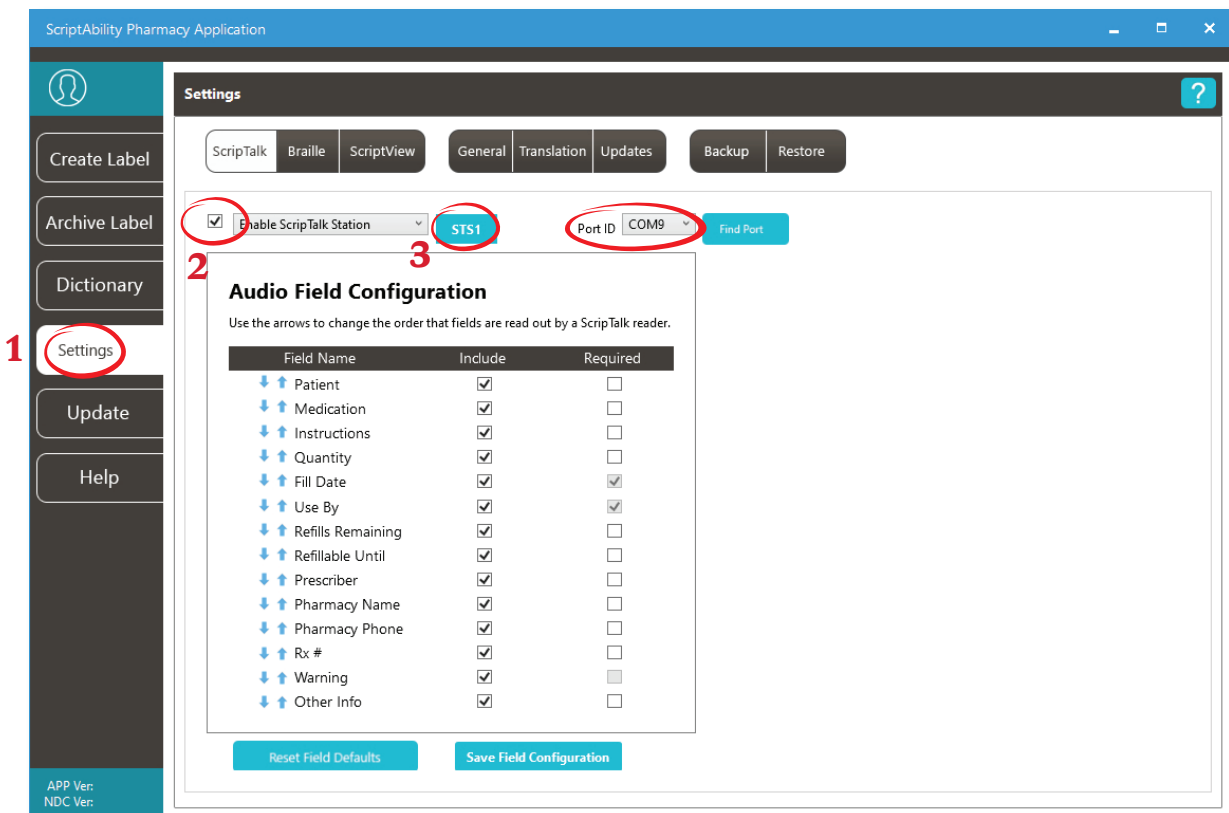 ScriptAbility Pharmacy Application
Settings
?
Create Label
Archive Label
Dictionary
1
Settings
Update
Help
APP Ver:
NDC Ver:
ScripTalk Braille ScriptView General Translation Updates Backup Restore
Enable ScripTalk Station STS1 Port ID COM9 Find Port
2 3
Audio Field Configuration
Use the arrows to change the order that fields are read out by a ScripTalk reader.
Field Name Include Required
Patient
Medication
Instructions
Quantity
Fill Date
Use By
Refills Remaining
Refillable Until
Prescriber
Pharmacy Name
Pharmacy Phone
Rx #
Warning
Other Info
Reset Field Defaults Save Field Configuration